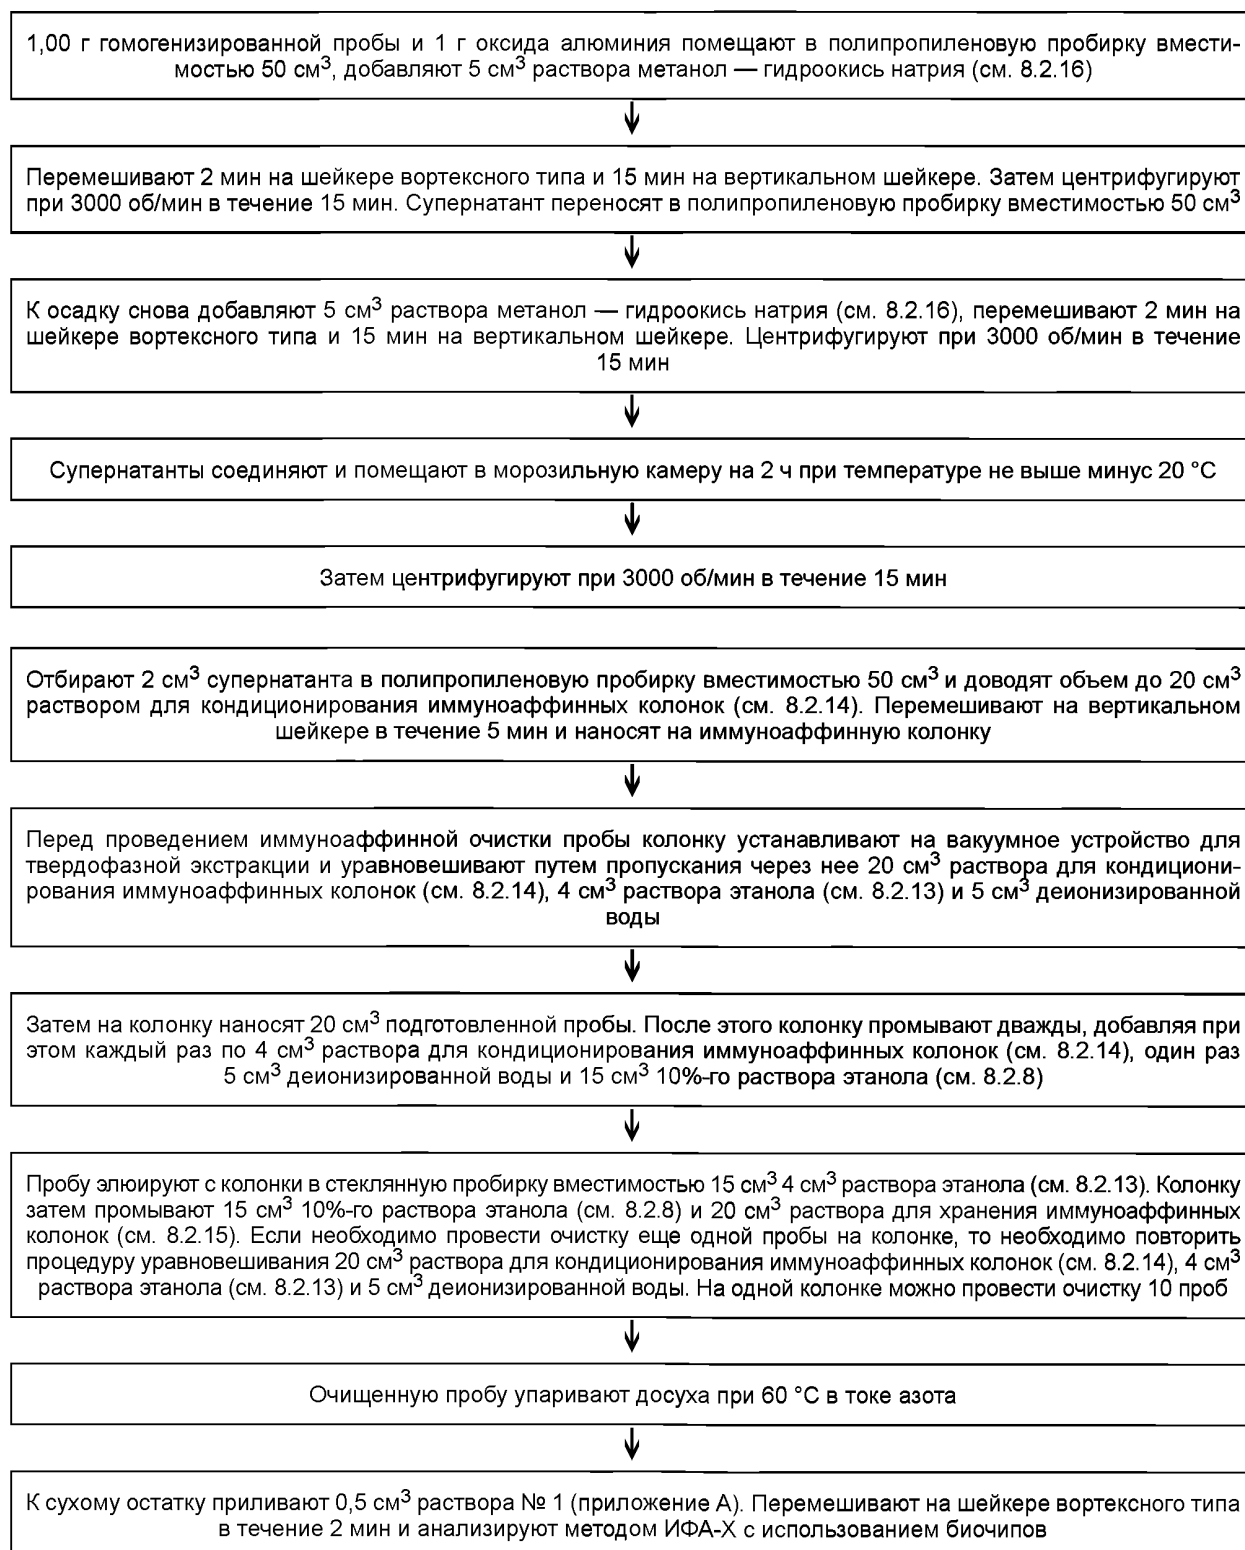 1,00 г гомогенизированной пробы и 1 г оксида алюминия помещают в полипропиленовую пробирку вмести-
мостью 50 см³, добавляют 5 см³ раствора метанол — гидроокись натрия (см. 8.2.16)
Перемешивают 2 мин на шейкере вортексного типа и 15 мин на вертикальном шейкере. Затем центрифугируют
при 3000 об/мин в течение 15 мин. Супернатант переносят в полипропиленовую пробирку вместимостью 50 см³
К осадку снова добавляют 5 см³ раствора метанол — гидроокись натрия (см. 8.2.16), перемешивают 2 мин на
шейкере вортексного типа и 15 мин на вертикальном шейкере. Центрифугируют при 3000 об/мин в течение
15 мин
Супернатанты соединяют и помещают в морозильную камеру на 2 ч при температуре не выше минус 20 °С
Затем центрифугируют при 3000 об/мин в течение 15 мин
Отбирают 2 см³ супернатанта в полипропиленовую пробирку вместимостью 50 см³ и доводят объем до 20 см³
раствором для кондиционирования иммуноаффинных колонок (см. 8.2.14). Перемешивают на вертикальном
шейкере в течение 5 мин и наносят на иммуноаффинную колонку
Перед проведением иммуноаффинной очистки пробы колонку устанавливают на вакуумное устройство для
твердофазной экстракции и уравновешивают путем пропускания через нее 20 см³ раствора для кондициони-
рования иммуноаффинных колонок (см. 8.2.14), 4 см³ раствора этанола (см. 8.2.13) и 5 см³ деионизированной
воды
Затем на колонку наносят 20 см³ подготовленной пробы. После этого колонку промывают дважды, добавляя при
этом каждый раз по 4 см³ раствора для кондиционирования иммуноаффинных колонок (см. 8.2.14), один раз
5 см³ деионизированной воды и 15 см³ 10%-го раствора этанола (см. 8.2.8)
Пробу элюируют с колонки в стеклянную пробирку вместимостью 15 см³ 4 см³ раствора этанола (см. 8.2.13). Колонку
затем промывают 15 см³ 10%-го раствора этанола (см. 8.2.8) и 20 см³ раствора для хранения иммуноаффинных
колонок (см. 8.2.15). Если необходимо провести очистку еще одной пробы на колонке, то необходимо повторить
процедуру уравновешивания 20 см³ раствора для кондиционирования иммуноаффинных колонок (см. 8.2.14), 4 см³
раствора этанола (см. 8.2.13) и 5 см³ деионизированной воды. На одной колонке можно провести очистку 10 проб
Очищенную пробу упаривают досуха при 60 °С в токе азота
К сухому остатку приливают 0,5 см³ раствора № 1 (приложение А). Перемешивают на шейкере вортексного типа
в течение 2 мин и анализируют методом ИФА-Х с использованием биочипов